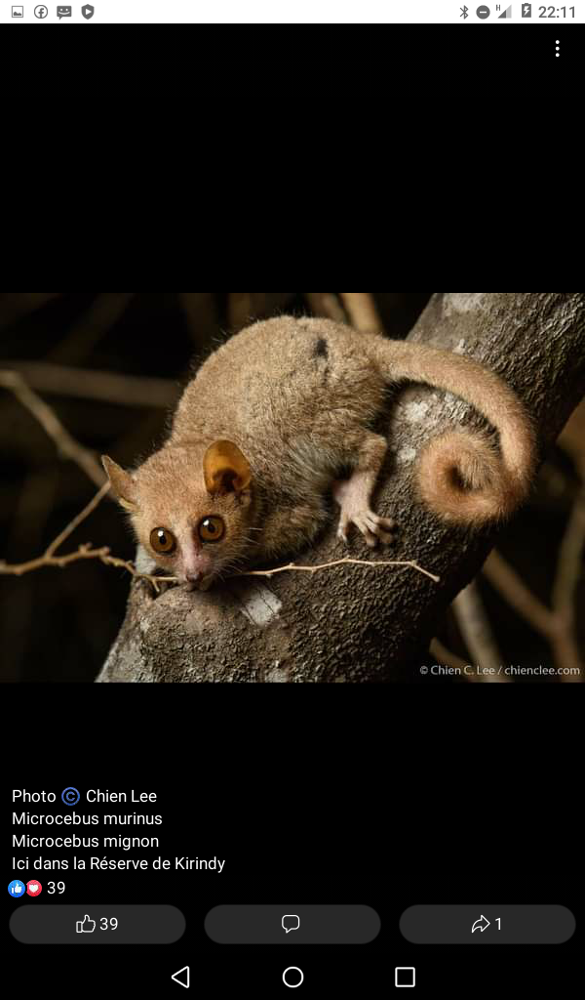 22:11
© Chien C. Lee / chienclee.com
Photo © Chien Lee
Microcebus murinus
Microcebus mignon
Ici dans la Réserve de Kirindy
39
39
1